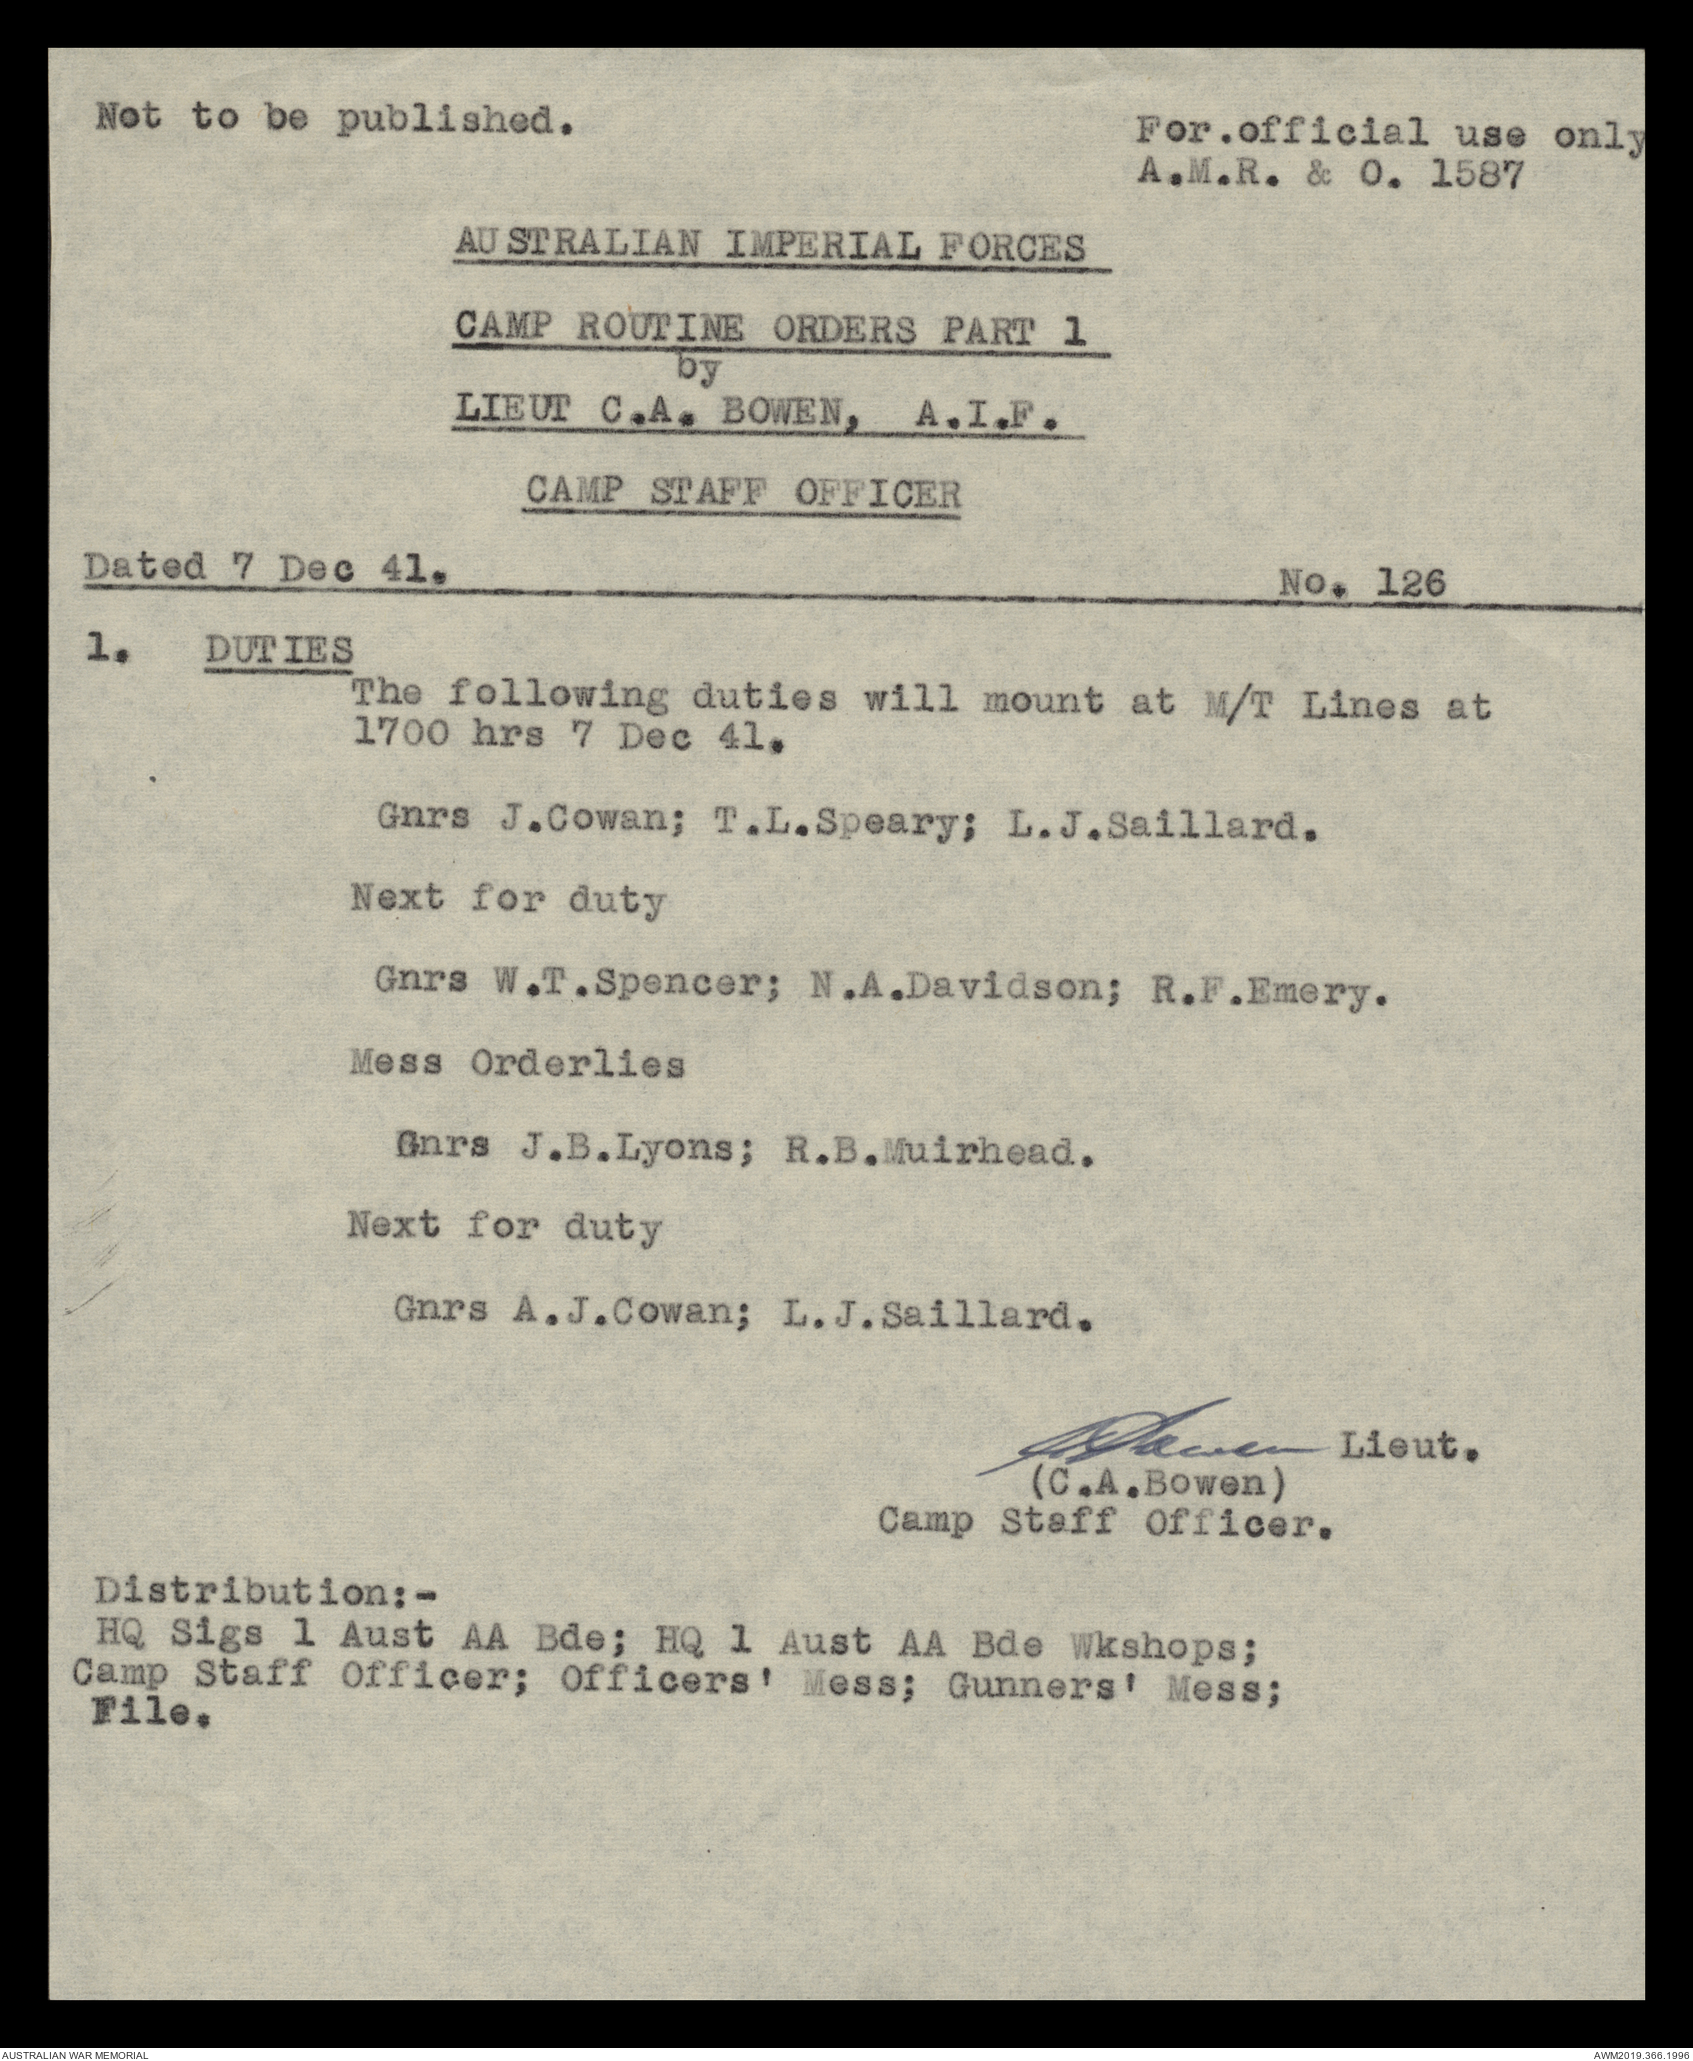 Not to be published.
For.official use only
A.M.R. & O. 1587
AUSTRALIAN IMPERIAL FORCES
CAMP ROUTINE ORDERS PART 1
by
LIEUT C.A. BOWEN, A.I.F.
CAMP STAFF OFFICER
Dated 7 Dec 41. No. 126
1. DUTIES
The following duties will mount at M/T Lines at
1700 hrs 7 Dec 41.
Gnrs J.Cowan; T.L.Speary; L.J.Saillard.
Next for duty
Gnrs W.T.Spencer; N.A.Davidson; R.F.Emery.
Mess Orderlies
Gnrs J.B.Lyons; R.B.Muirhead.
Next for duty
Gnrs A.J.Cowan; L.J.Saillard.
CABowen Lieut.
(C.A.Bowen)
Camp Staff Officer.
Distribution:-
HQ Sigs 1 Aust AA Bde; HQ 1 Aust AA Bde Wkshops;
Camp Staff Officer; Officers' Mess; Gunners' Mess;
File.
AUSTRALIAN WAR MEMORIAL AWM2019.366.1996